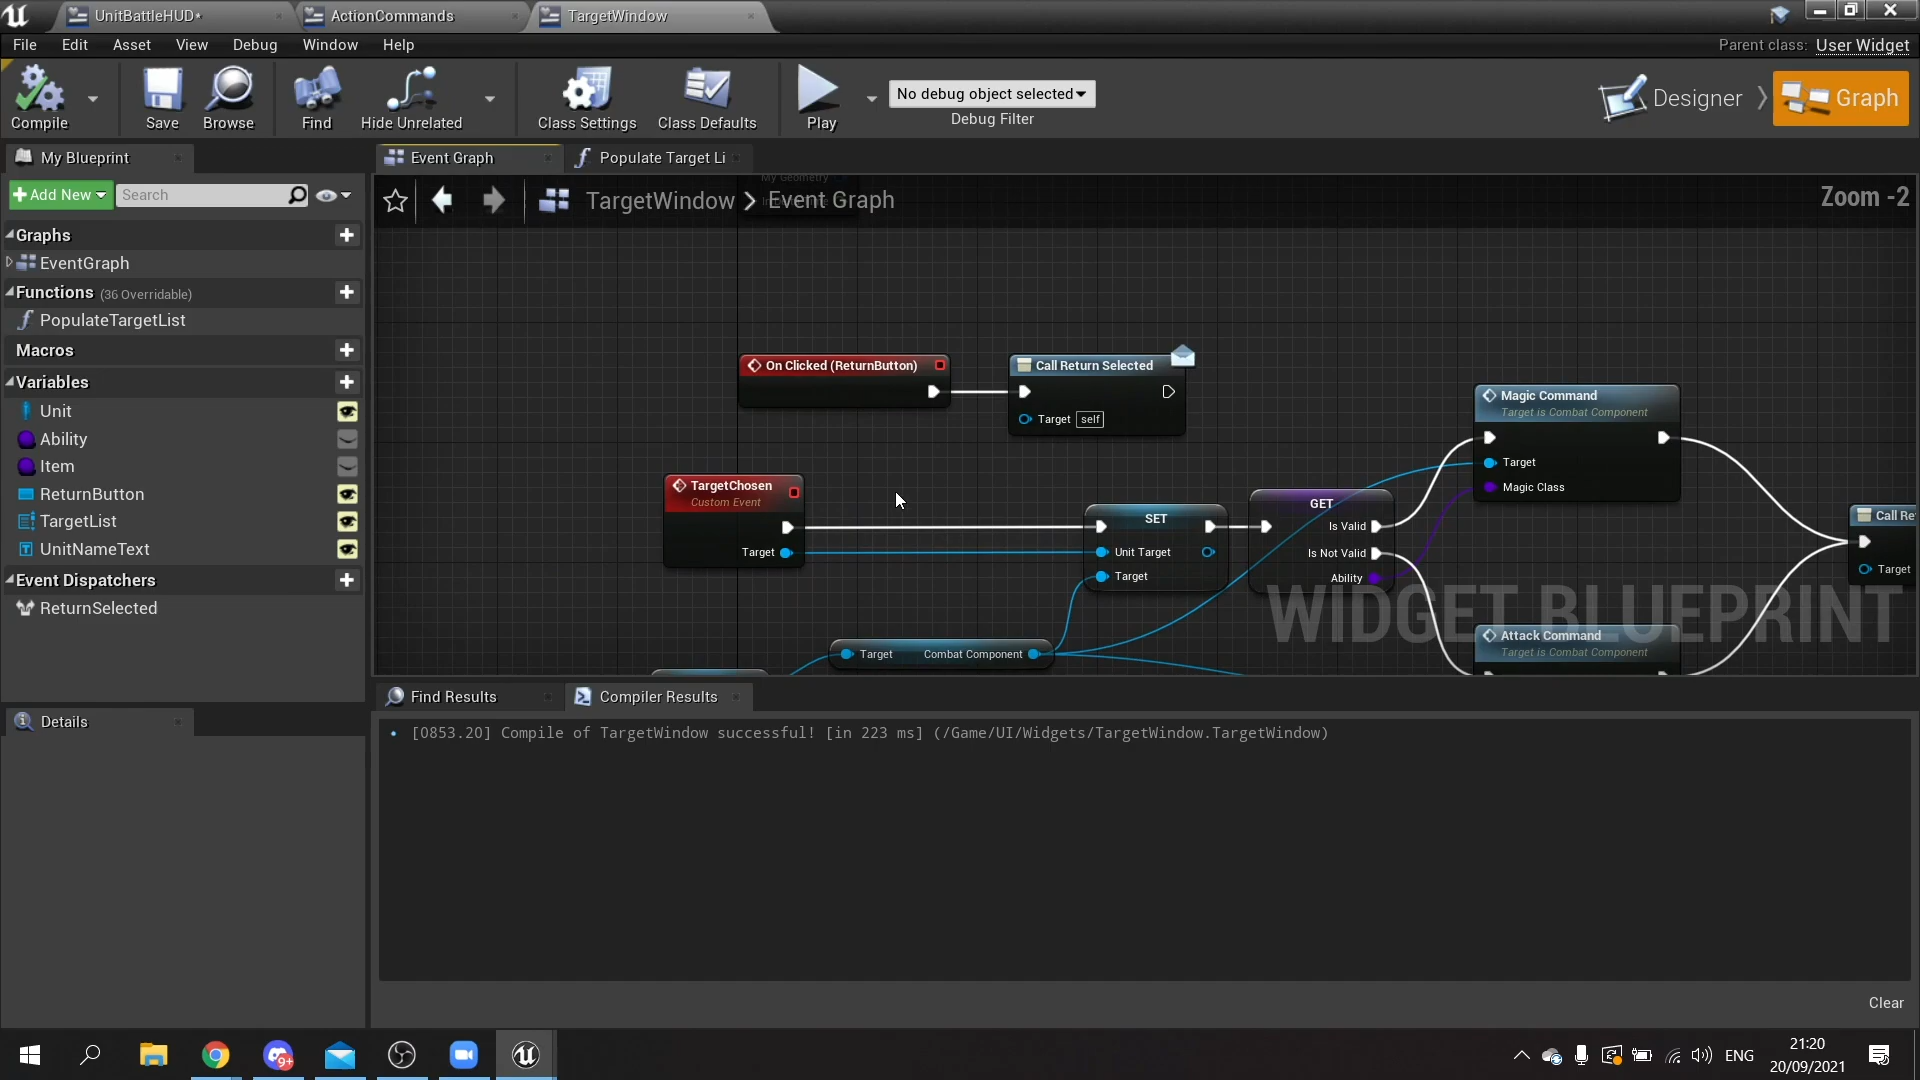 UnitBattleHUD*
ActionCommands
TargetWindow
File Edit Asset View Debug Window Help
Parent class: User Widget
Compile
Save
Browse
Find
Hide Unrelated
Class Settings
Class Defaults
Play
No debug object selected
Debug Filter
Designer
Graph
My Blueprint
Event Graph
Populate Target Li
+ Add New
Search
My Geometry
TargetWindow > Event Graph
Zoom -2
Graphs
EventGraph
Functions (36 Overridable)
PopulateTargetList
Macros
Variables
Unit
Ability
Item
ReturnButton
TargetList
UnitNameText
Event Dispatchers
ReturnSelected
On Clicked (ReturnButton)
Call Return Selected
Target self
Magic Command
Target is Combat Component
Target
Magic Class
TargetChosen
Custom Event
Target
SET
Unit Target
Target
GET
Is Valid
Is Not Valid
Ability
Call Re
Target
WIDGET BLUEPRINT
Attack Command
Target is Combat Component
Target Combat Component
Find Results
Compiler Results
Details
[0853.20] Compile of TargetWindow successful! [in 223 ms] (/Game/UI/Widgets/TargetWindow.TargetWindow)
Clear
9+
ENG
21:20
20/09/2021